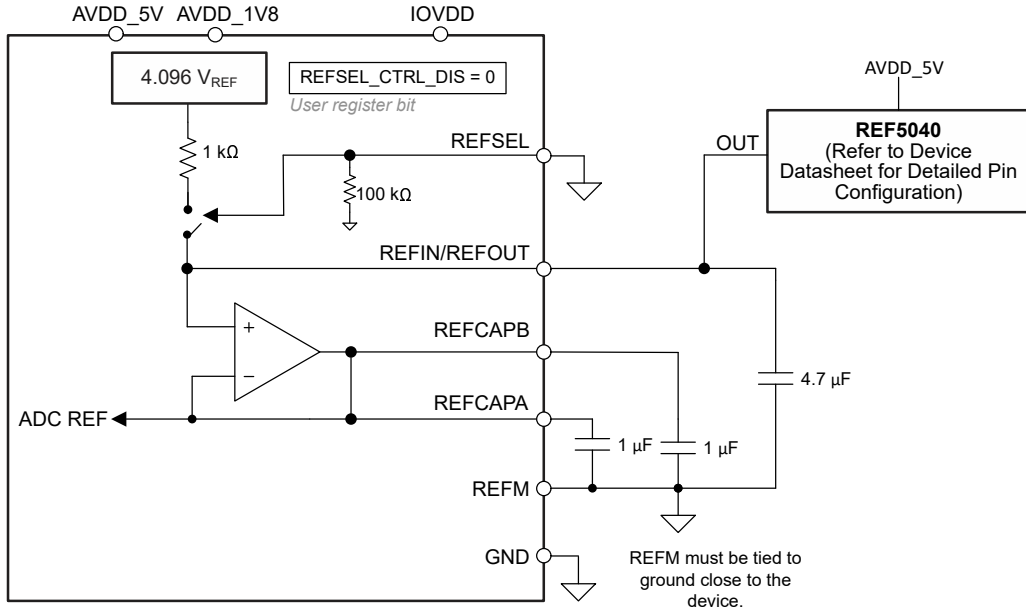 AVDD_5V
AVDD_1V8
IOVDD
4.096 VREF
REFSEL_CTRL_DIS = 0
User register bit
AVDD_5V
REF5040
(Refer to Device
Datasheet for Detailed Pin
Configuration)
OUT
REFSEL
1 kΩ
100 kΩ
REFIN/REFOUT
+
−
REFCAPB
4.7 µF
ADC REF
REFCAPA
1 µF
1 µF
REFM
GND
REFM must be tied to
ground close to the
device.